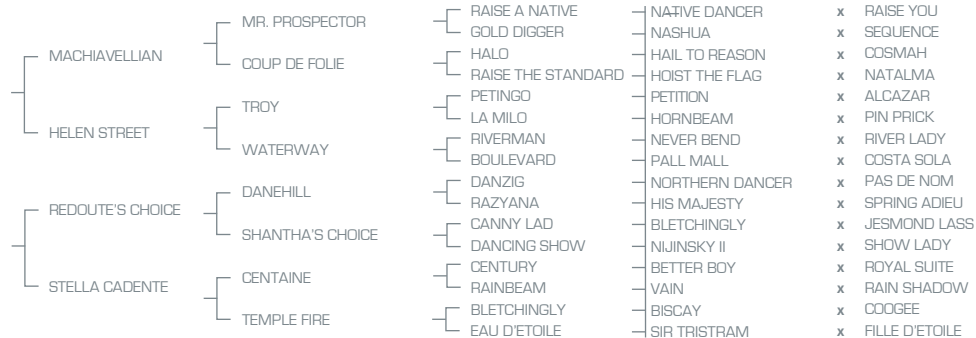 RAISE A NATIVE NATIVE DANCER x RAISE YOU
MR. PROSPECTOR
GOLD DIGGER NASHUA x SEQUENCE
MACHIAVELLIAN
HALO HAIL TO REASON x COSMAH
COUP DE FOLIE
RAISE THE STANDARD HOIST THE FLAG x NATALMA
PETINGO PETITION x ALCAZAR
TROY
LA MILO HORNBEAM x PIN PRICK
HELEN STREET
RIVERMAN NEVER BEND x RIVER LADY
WATERWAY
BOULEVARD PALL MALL x COSTA SOLA
DANZIG NORTHERN DANCER x PAS DE NOM
DANEHILL
RAZYANA HIS MAJESTY x SPRING ADIEU
REDOUTE'S CHOICE
CANNY LAD BLETCHINGLY x JESMOND LASS
SHANTHA'S CHOICE
DANCING SHOW NIJINSKY II x SHOW LADY
CENTURY BETTER BOY x ROYAL SUITE
CENTAINE
RAINBEAM VAIN x RAIN SHADOW
STELLA CADENTE
BLETCHINGLY BISCAY x COOGEE
TEMPLE FIRE
EAU D'ETOILE SIR TRISTRAM x FILLE D'ETOILE